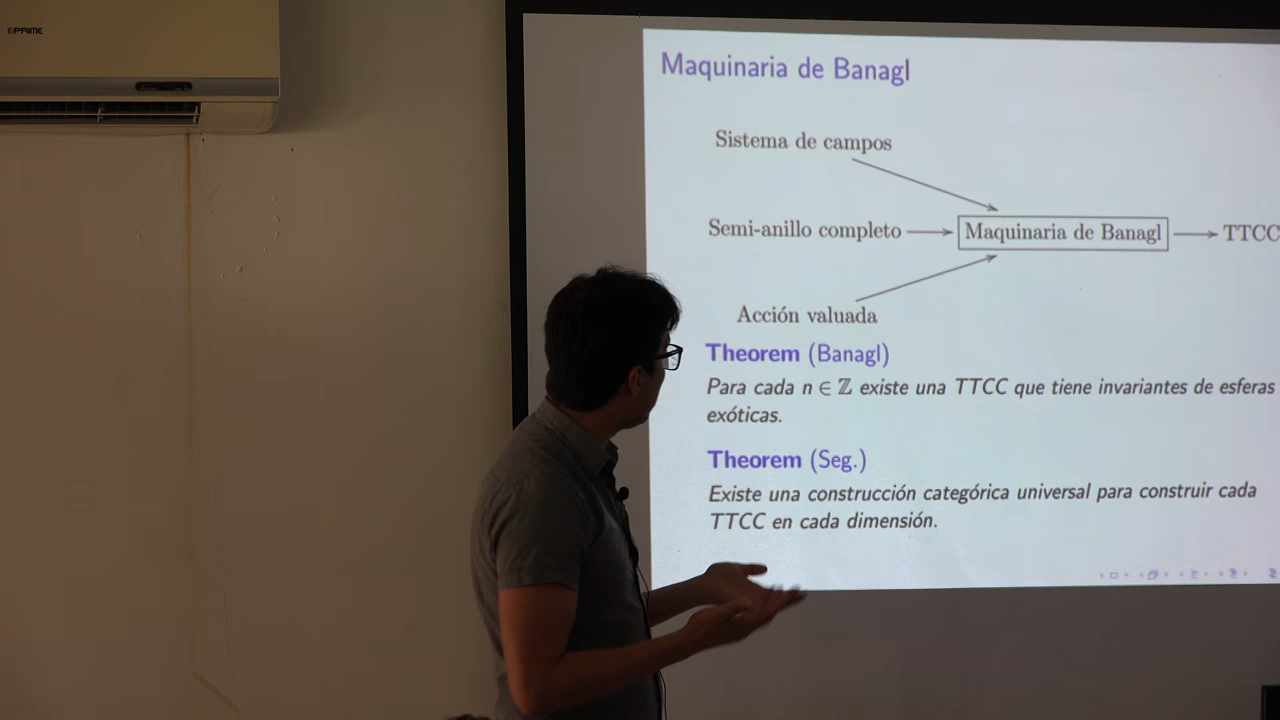 PRIME
Maquinaria de Banagl
Sistema de campos
Semi-anillo completo
Maquinaria de Banagl
TTCC
Acción valuada
Theorem (Banagl)
Para cada n ∈ ℤ existe una TTCC que tiene invariantes de esferas
exóticas.
Theorem (Seg.)
Existe una construcción categórica universal para construir cada
TTCC en cada dimensión.